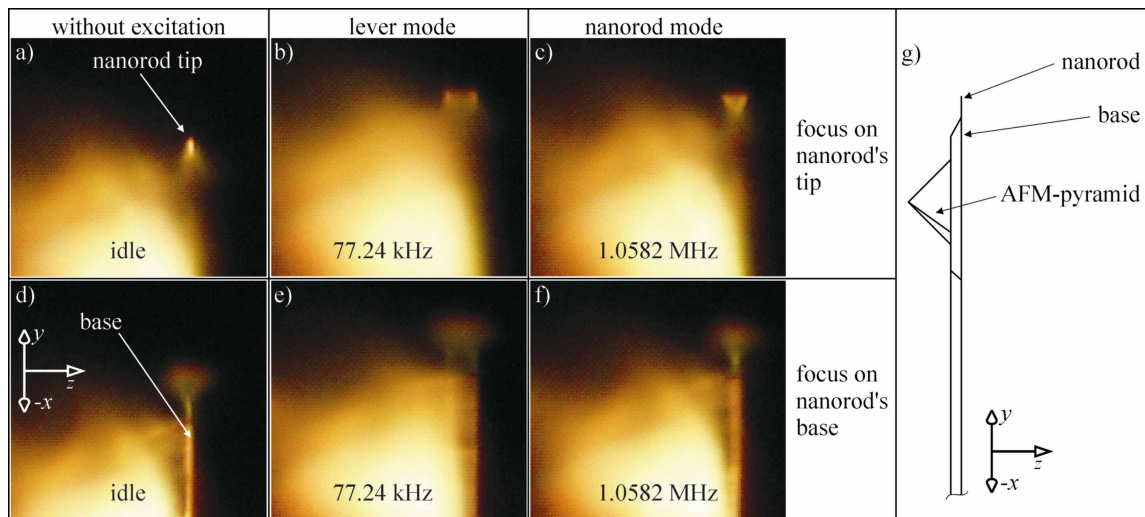 without excitation
lever mode
nanorod mode
a)
nanorod tip
idle
b)
77.24 kHz
c)
1.0582 MHz
focus on
nanorod's
tip
d)
base
y
z
-x
idle
e)
77.24 kHz
f)
1.0582 MHz
focus on
nanorod's
base
g)
nanorod
base
AFM-pyramid
y
z
-x